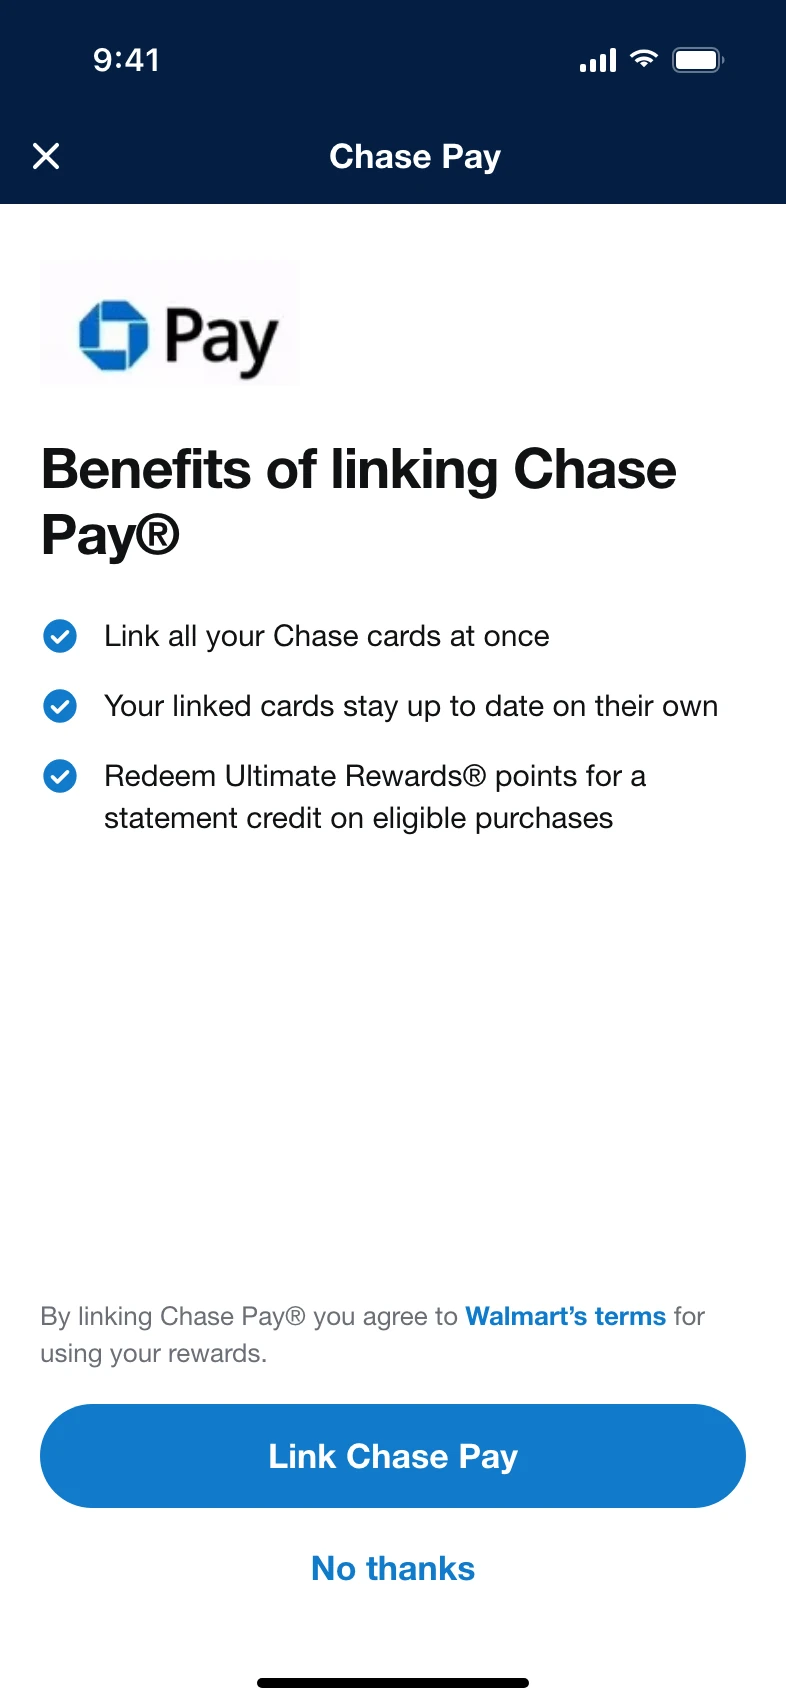 9:41
Chase Pay
Pay
Benefits of linking Chase
Pay®
Link all your Chase cards at once
Your linked cards stay up to date on their own
Redeem Ultimate Rewards® points for a
statement credit on eligible purchases
By linking Chase Pay® you agree to Walmart’s terms for
using your rewards.
Link Chase Pay
No thanks